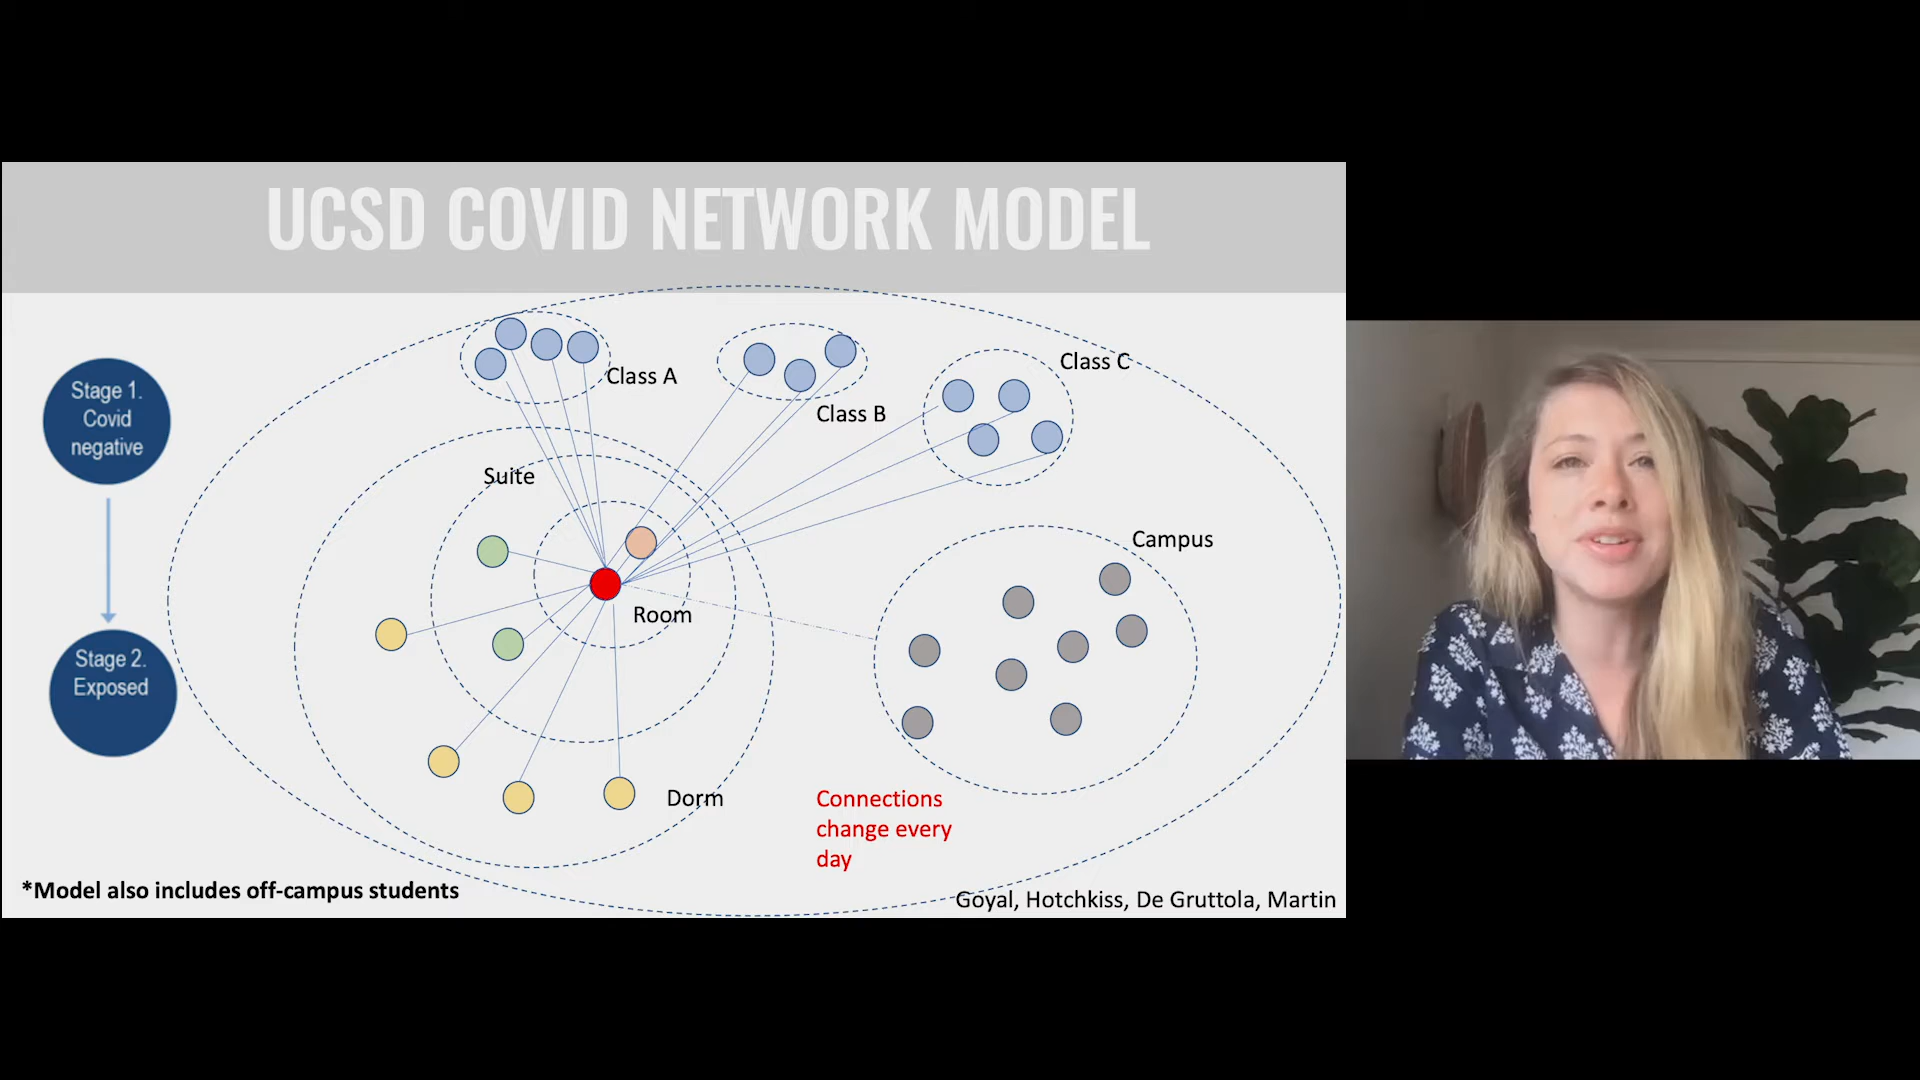 UCSD COVID NETWORK MODEL
Stage 1.
Covid
negative
Stage 2.
Exposed
Class A
Class B
Class C
Suite
Room
Dorm
Campus
Connections
change every
day
*Model also includes off-campus students
Goyal, Hotchkiss, De Gruttola, Martin